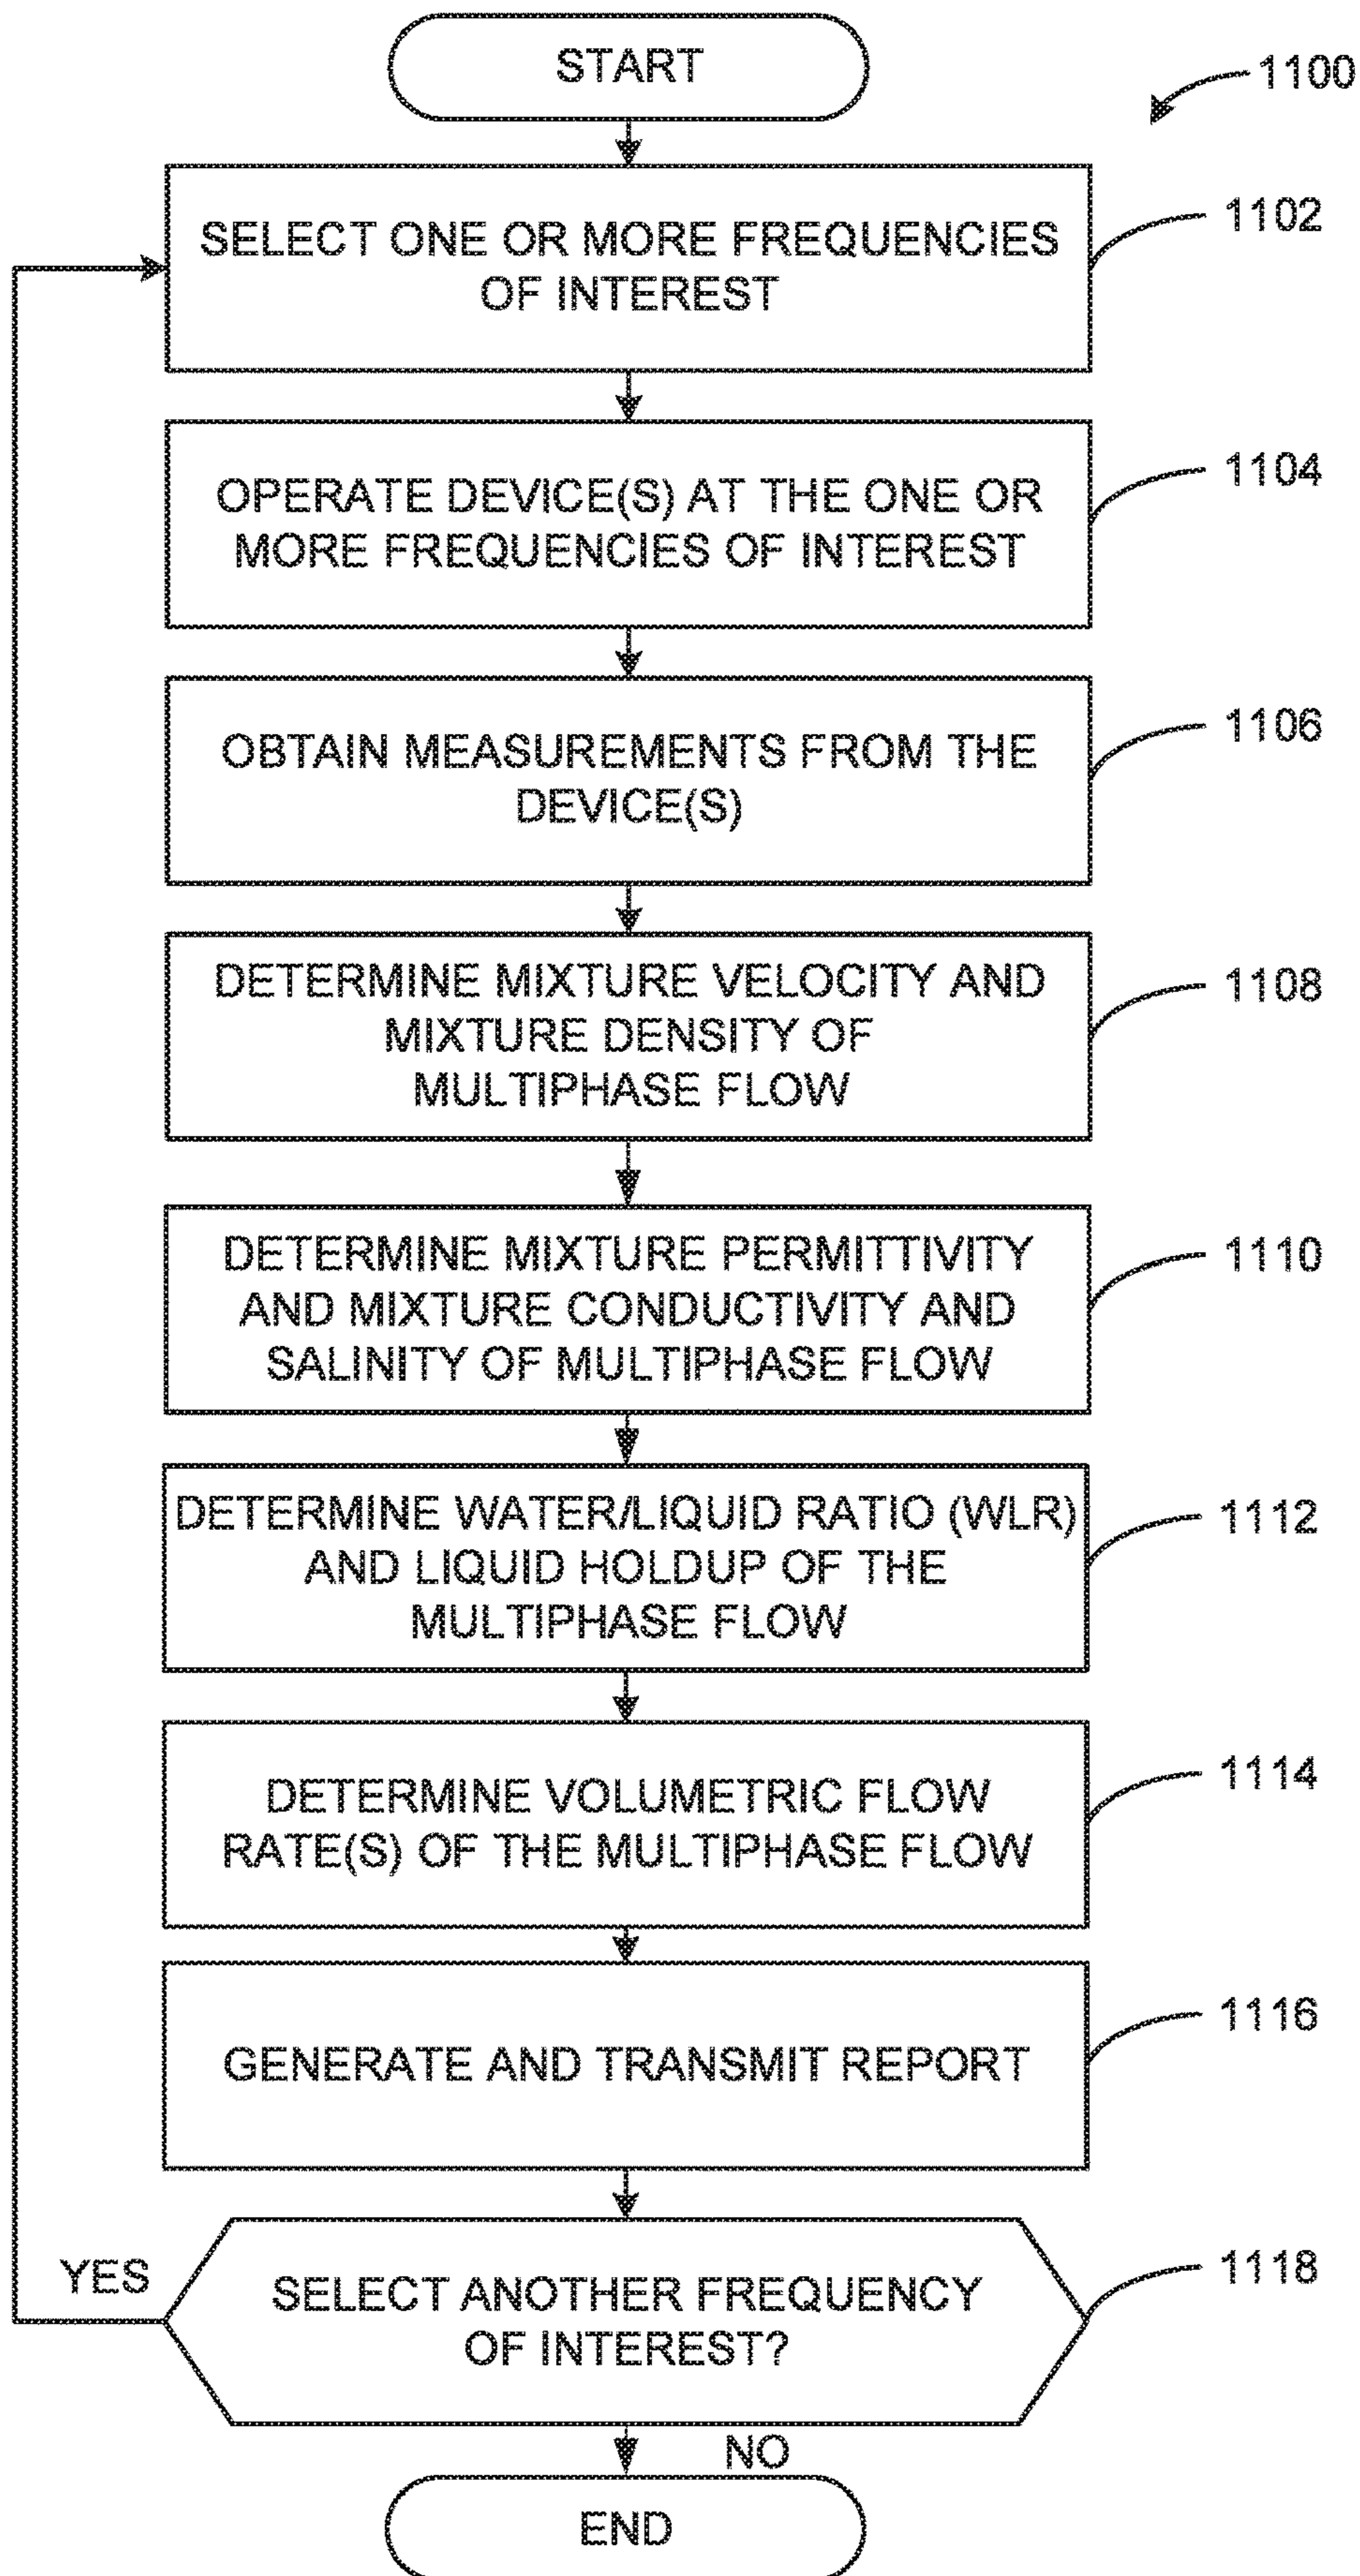 START
1100
SELECT ONE OR MORE FREQUENCIES
OF INTEREST
1102
OPERATE DEVICE(S) AT THE ONE OR
MORE FREQUENCIES OF INTEREST
1104
OBTAIN MEASUREMENTS FROM THE
DEVICE(S)
1106
DETERMINE MIXTURE VELOCITY AND
MIXTURE DENSITY OF
MULTIPHASE FLOW
1108
DETERMINE MIXTURE PERMITTIVITY
AND MIXTURE CONDUCTIVITY AND
SALINITY OF MULTIPHASE FLOW
1110
DETERMINE WATER/LIQUID RATIO (WLR)
AND LIQUID HOLDUP OF THE
MULTIPHASE FLOW
1112
DETERMINE VOLUMETRIC FLOW
RATE(S) OF THE MULTIPHASE FLOW
1114
GENERATE AND TRANSMIT REPORT
1116
YES
SELECT ANOTHER FREQUENCY
OF INTEREST?
1118
NO
END